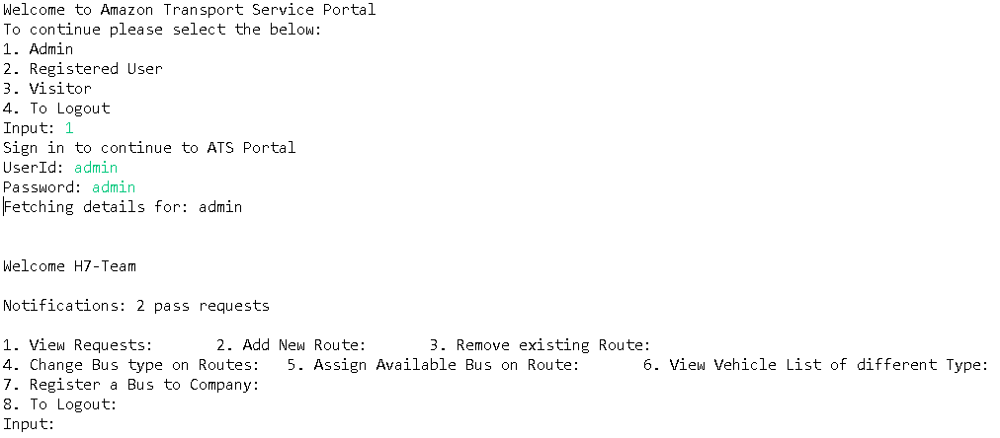 Welcome to Amazon Transport Service Portal
To continue please select the below:
1. Admin
2. Registered User
3. Visitor
4. To Logout
Input: 1
Sign in to continue to ATS Portal
UserId: admin
Password: admin
Fetching details for: admin
Welcome H7-Team
Notifications: 2 pass requests
1. View Requests: 2. Add New Route: 3. Remove existing Route:
4. Change Bus type on Routes: 5. Assign Available Bus on Route: 6. View Vehicle List of different Type:
7. Register a Bus to Company:
8. To Logout:
Input: